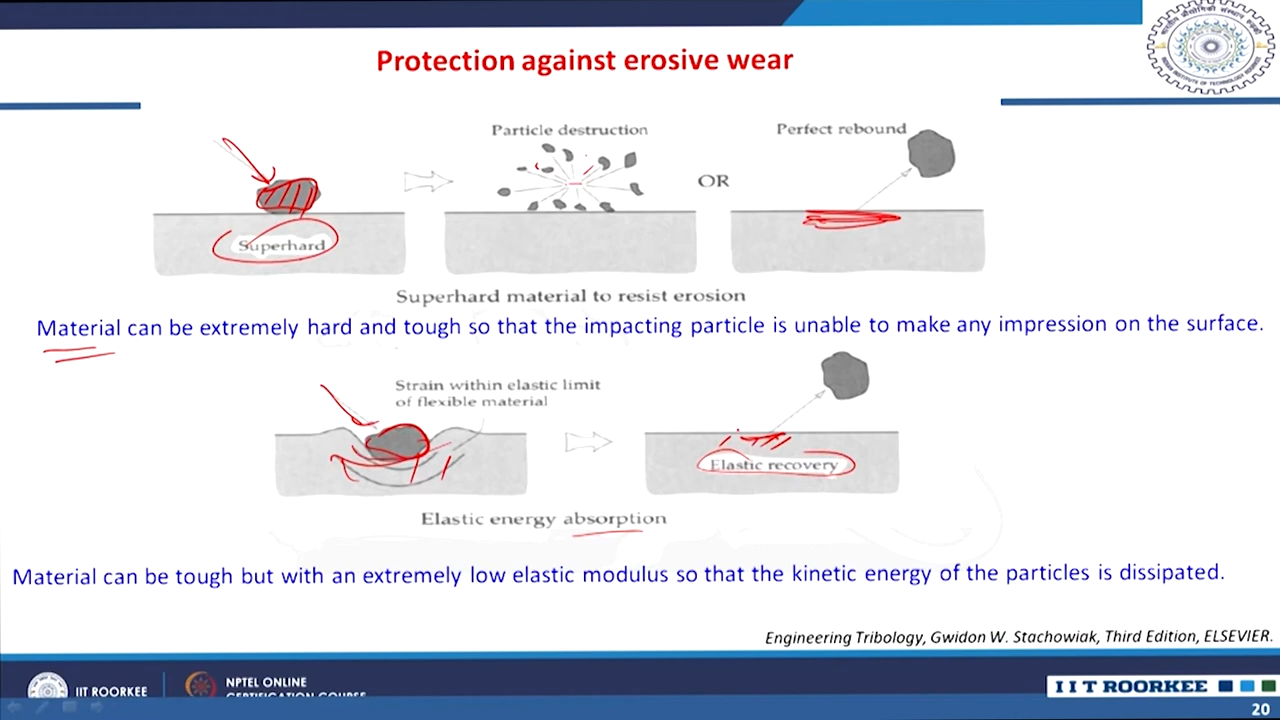 Protection against erosive wear
Particle destruction
Perfect rebound
OR
Superhard
Superhard material to resist erosion
Material can be extremely hard and tough so that the impacting particle is unable to make any impression on the surface.
Strain within elastic limit
of flexible material
Elastic recovery
Elastic energy absorption
Material can be tough but with an extremely low elastic modulus so that the kinetic energy of the particles is dissipated.
Engineering Tribology, Gwidon W. Stachowiak, Third Edition, ELSEVIER.
IIT ROORKEE
NPTEL ONLINE
CERTIFICATION COURSE
IIT ROORKEE
20